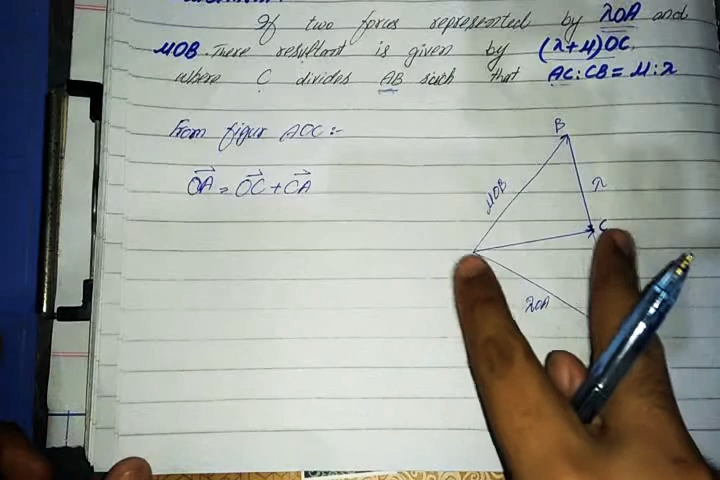 If two forces represented by λOA and
μOB. There resultant is given by (λ+μ)OC,
where C divides AB such that AC:CB = μ:λ
From figur AOC:-
OA = OC + CA
B
μOB
λ
C
λOA